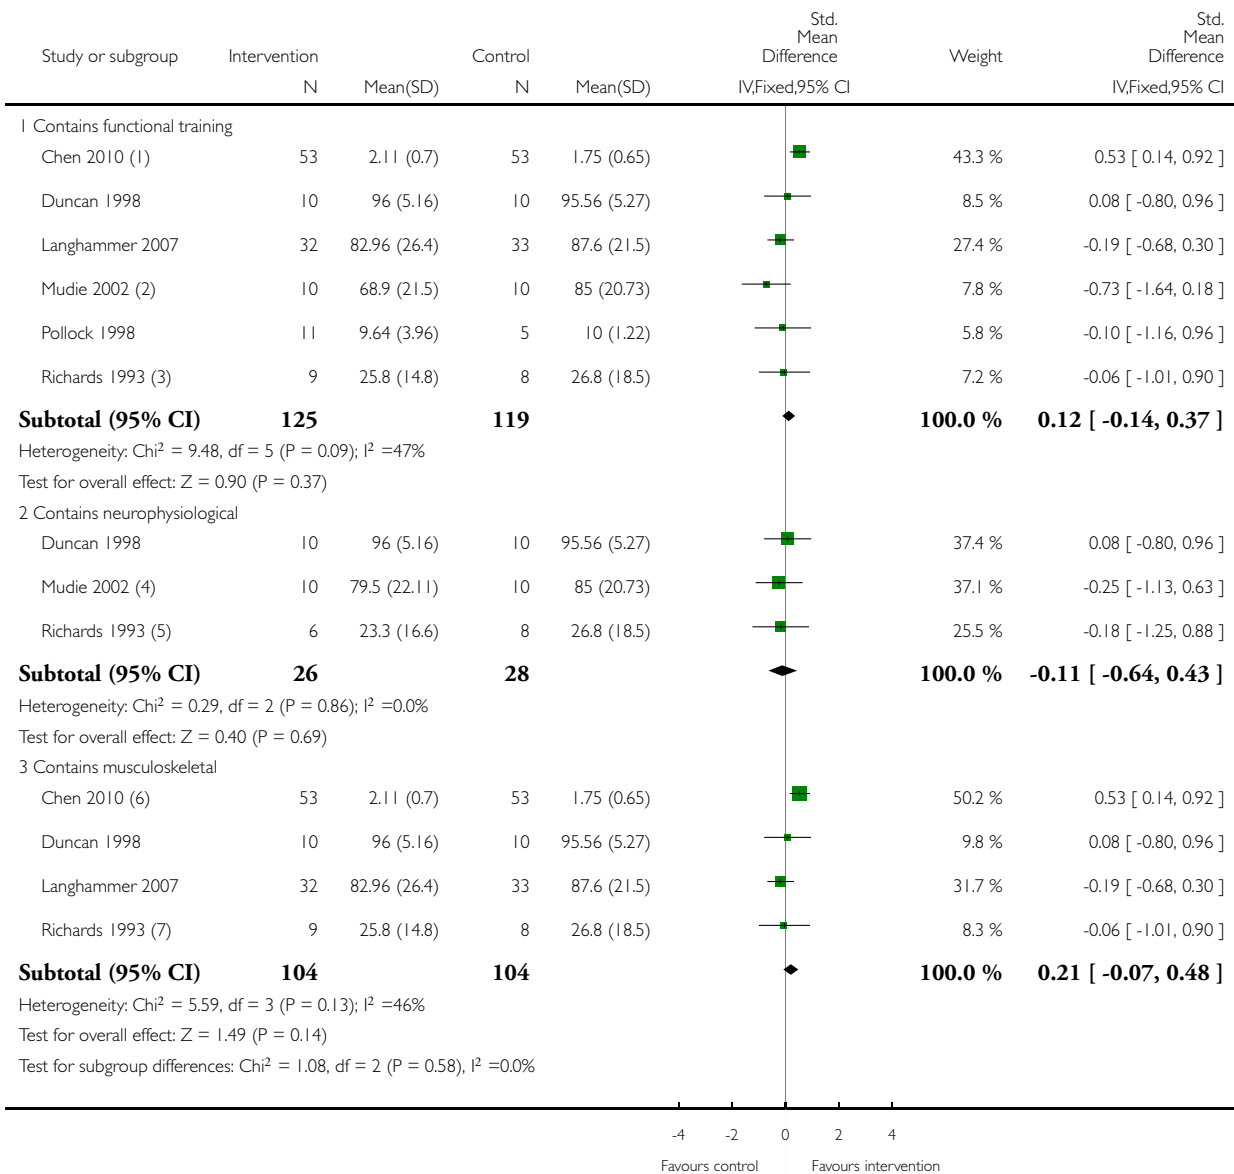 Study or subgroup Intervention Control Std. Mean Difference Weight Std. Mean Difference
N Mean(SD) N Mean(SD) IV,Fixed,95% CI IV,Fixed,95% CI
1 Contains functional training
Chen 2010 (1) 53 2.11 (0.7) 53 1.75 (0.65) 43.3 % 0.53 [ 0.14, 0.92 ]
Duncan 1998 10 96 (5.16) 10 95.56 (5.27) 8.5 % 0.08 [ -0.80, 0.96 ]
Langhammer 2007 32 82.96 (26.4) 33 87.6 (21.5) 27.4 % -0.19 [ -0.68, 0.30 ]
Mudie 2002 (2) 10 68.9 (21.5) 10 85 (20.73) 7.8 % -0.73 [ -1.64, 0.18 ]
Pollock 1998 11 9.64 (3.96) 5 10 (1.22) 5.8 % -0.10 [ -1.16, 0.96 ]
Richards 1993 (3) 9 25.8 (14.8) 8 26.8 (18.5) 7.2 % -0.06 [ -1.01, 0.90 ]
Subtotal (95% CI) 125 119 100.0 % 0.12 [ -0.14, 0.37 ]
Heterogeneity: Chi² = 9.48, df = 5 (P = 0.09); I² =47%
Test for overall effect: Z = 0.90 (P = 0.37)
2 Contains neurophysiological
Duncan 1998 10 96 (5.16) 10 95.56 (5.27) 37.4 % 0.08 [ -0.80, 0.96 ]
Mudie 2002 (4) 10 79.5 (22.11) 10 85 (20.73) 37.1 % -0.25 [ -1.13, 0.63 ]
Richards 1993 (5) 6 23.3 (16.6) 8 26.8 (18.5) 25.5 % -0.18 [ -1.25, 0.88 ]
Subtotal (95% CI) 26 28 100.0 % -0.11 [ -0.64, 0.43 ]
Heterogeneity: Chi² = 0.29, df = 2 (P = 0.86); I² =0.0%
Test for overall effect: Z = 0.40 (P = 0.69)
3 Contains musculoskeletal
Chen 2010 (6) 53 2.11 (0.7) 53 1.75 (0.65) 50.2 % 0.53 [ 0.14, 0.92 ]
Duncan 1998 10 96 (5.16) 10 95.56 (5.27) 9.8 % 0.08 [ -0.80, 0.96 ]
Langhammer 2007 32 82.96 (26.4) 33 87.6 (21.5) 31.7 % -0.19 [ -0.68, 0.30 ]
Richards 1993 (7) 9 25.8 (14.8) 8 26.8 (18.5) 8.3 % -0.06 [ -1.01, 0.90 ]
Subtotal (95% CI) 104 104 100.0 % 0.21 [ -0.07, 0.48 ]
Heterogeneity: Chi² = 5.59, df = 3 (P = 0.13); I² =46%
Test for overall effect: Z = 1.49 (P = 0.14)
Test for subgroup differences: Chi² = 1.08, df = 2 (P = 0.58), I² =0.0%
-4 -2 0 2 4
Favours control Favours intervention